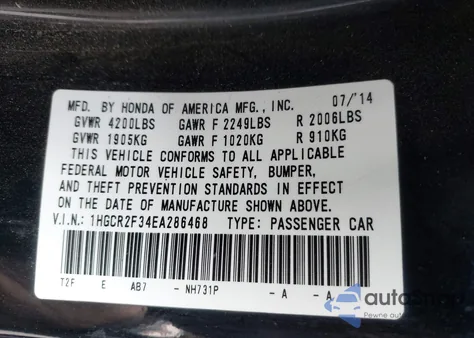 MFD. BY HONDA OF AMERICA MFG., INC. 07/'14
GVWR 4200LBS GAWR F 2249LBS R 2006LBS
GVWR 1905KG GAWR F 1020KG R 910KG
THIS VEHICLE CONFORMS TO ALL APPLICABLE
FEDERAL MOTOR VEHICLE SAFETY, BUMPER,
AND THEFT PREVENTION STANDARDS IN EFFECT
ON THE DATE OF MANUFACTURE SHOWN ABOVE.
V.I.N.: 1HGCR2F34EA286468 TYPE: PASSENGER CAR
T2F E AB7 - NH731P - A - A
Pewne auto